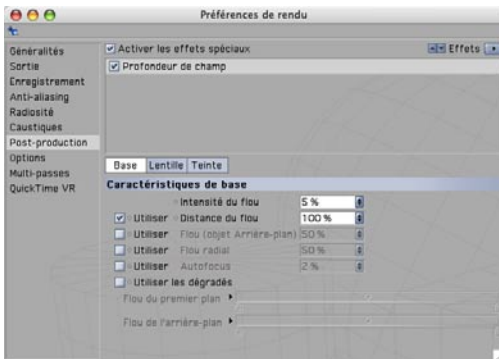 Préférences de rendu
Généralités
Sortie
Enregistrement
Anti-aliasing
Radiosité
Caustiques
Post-production
Options
Multi-passes
QuickTime VR
Activer les effets spéciaux
Effets
Profondeur de champ
Base Lentille Teinte
Caractéristiques de base
Intensité du flou 5 %
Utiliser Distance du flou 100 %
Utiliser Flou (objet Arrière-plan) 50 %
Utiliser Flou radial 50 %
Utiliser Autofocus 2 %
Utiliser les dégradés
Flou du premier plan
Flou de l'arrière-plan